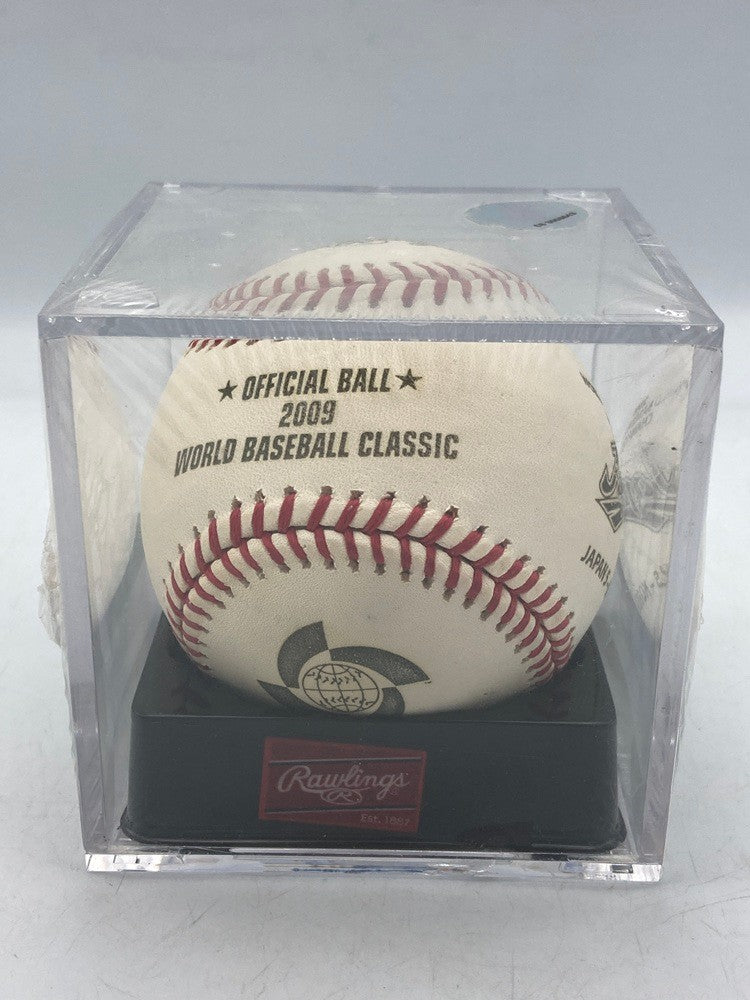 ★ OFFICIAL BALL ★
2009
WORLD BASEBALL CLASSIC
JAPAN
Rawlings
EST. 1887